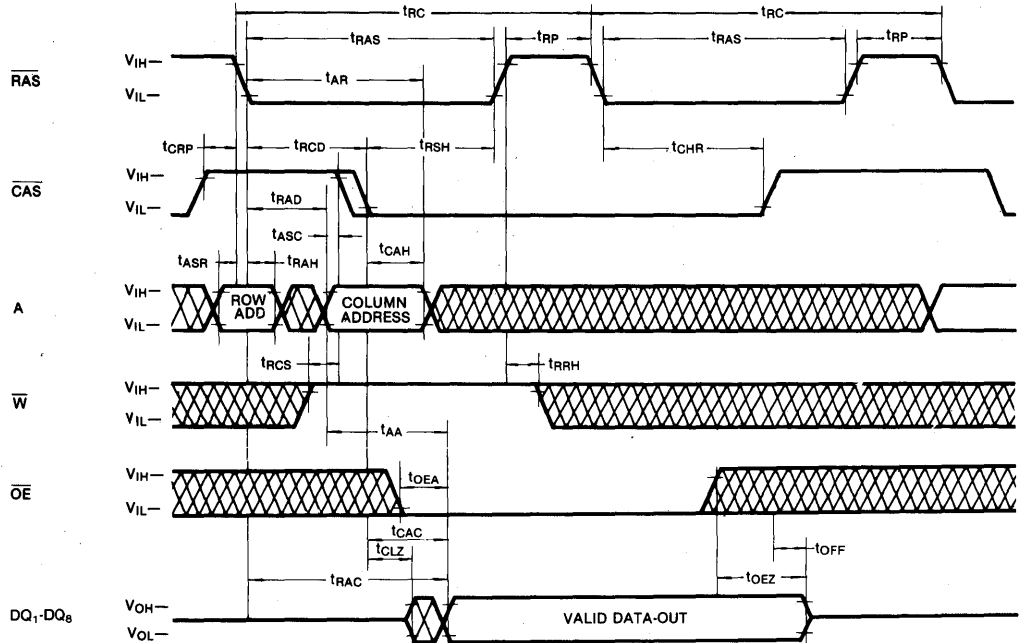 tRC tRC
tRAS tRP tRAS tRP
RAS VIH— tAR
VIL—
tCRP tRCD tRSH tCHR
CAS VIH—
VIL— tRAD
tASC
tASR tRAH tCAH
A VIH— ROW ADD COLUMN ADDRESS
VIL—
tRCS tRRH
W VIH—
VIL—
tAA
OE VIH— tOEA
VIL—
tCAC
tCLZ tOFF
tRAC tOEZ
DQ1-DQ8 VOH— VALID DATA-OUT
VOL—